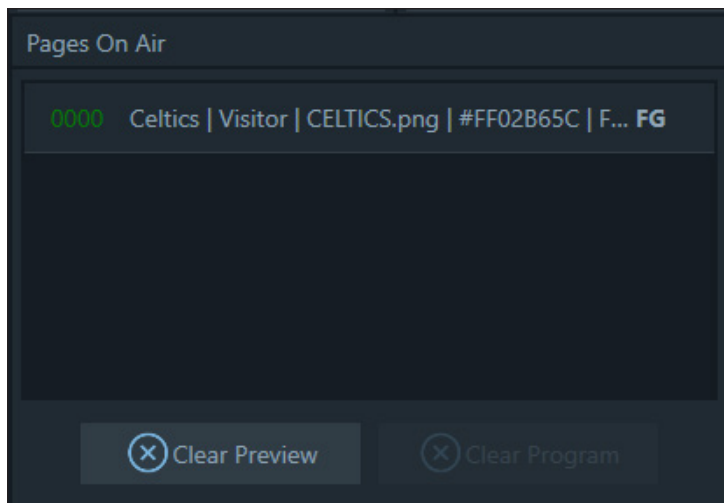 Pages On Air
0000 Celtics | Visitor | CELTICS.png | #FF02B65C | F... FG
Clear Preview Clear Program